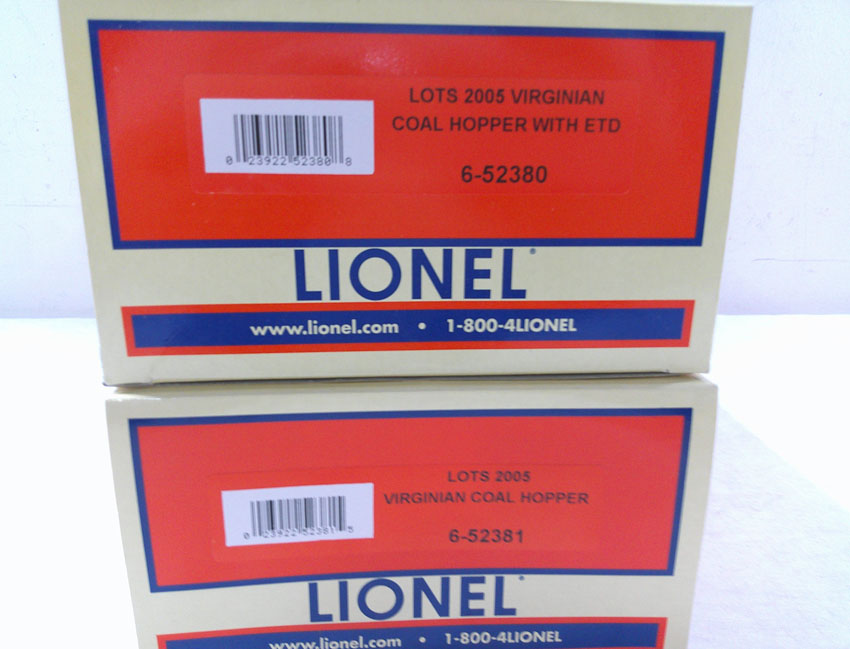 LOTS 2005 VIRGINIAN
COAL HOPPER WITH ETD
0 23922 52380 8
6-52380
LIONEL®
www.lionel.com • 1-800-4LIONEL
LOTS 2005
VIRGINIAN COAL HOPPER
0 23922 52381 5
6-52381
LIONEL®
www.lionel.com • 1-800-4LIONEL